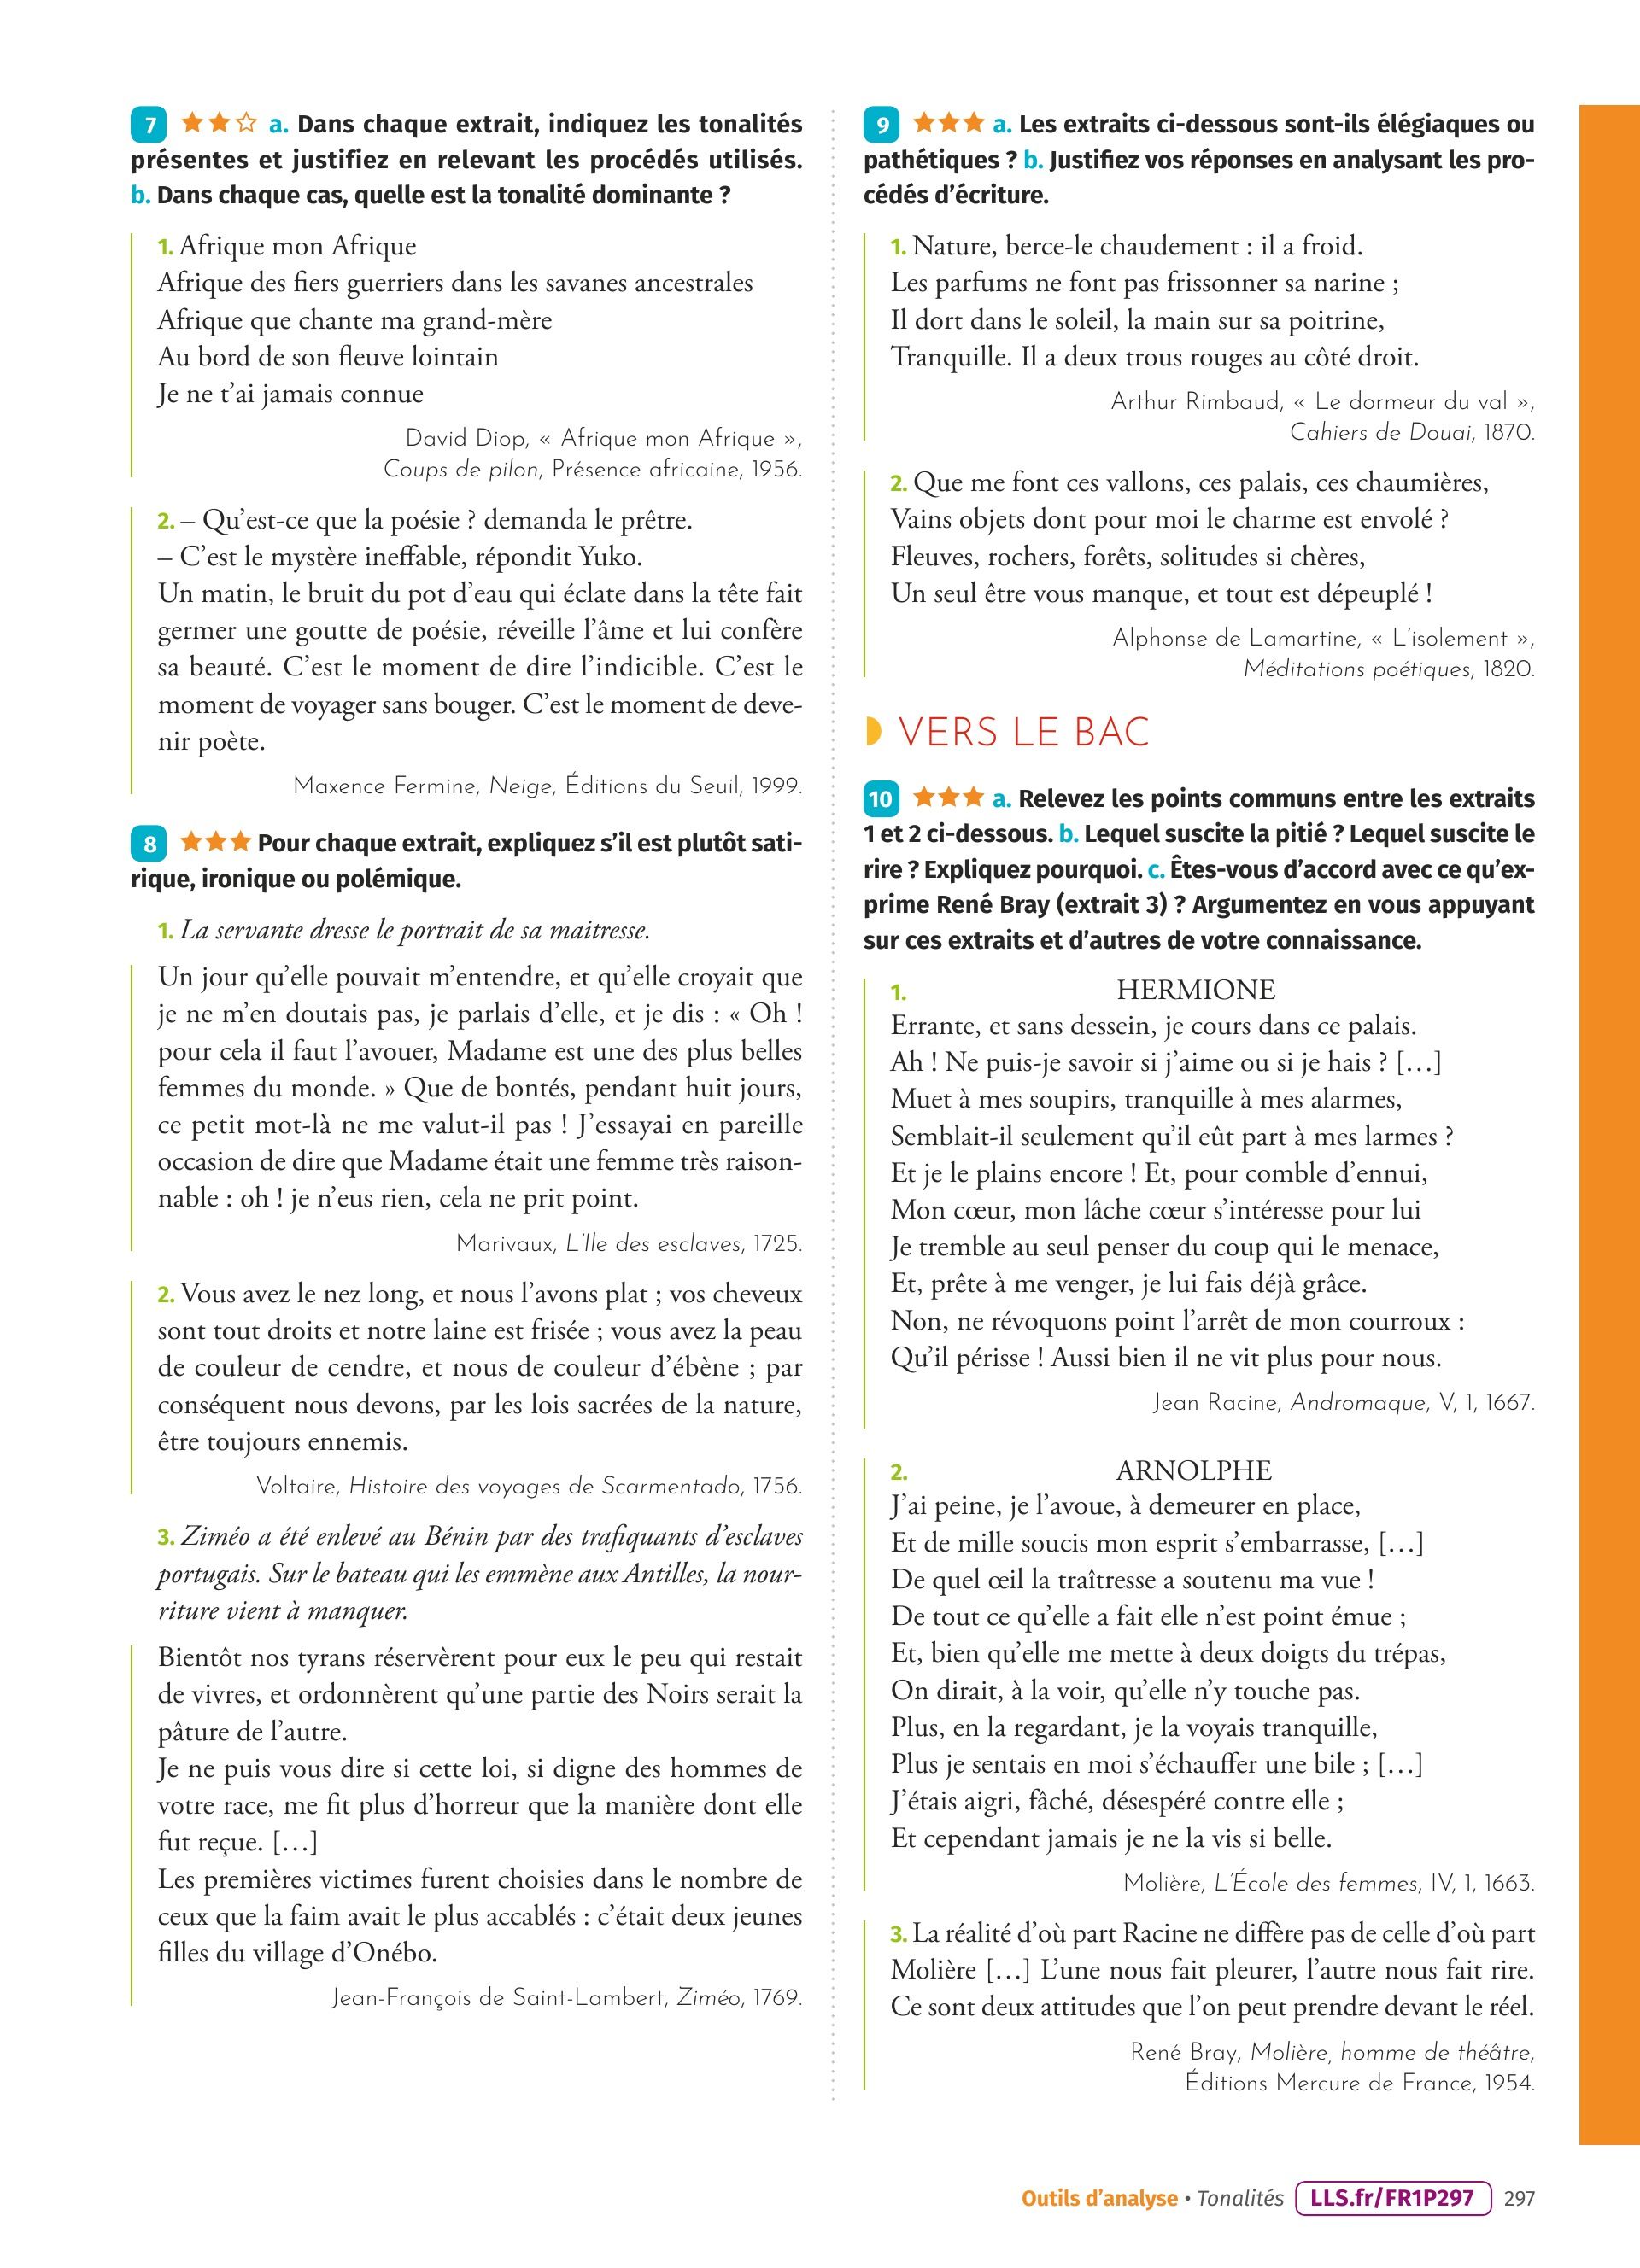 7 ★★☆ a. Dans chaque extrait, indiquez les tonalités
présentes et justifiez en relevant les procédés utilisés.
b. Dans chaque cas, quelle est la tonalité dominante ?
1. Afrique mon Afrique
Afrique des fiers guerriers dans les savanes ancestrales
Afrique que chante ma grand-mère
Au bord de son fleuve lointain
Je ne t'ai jamais connue
David Diop, « Afrique mon Afrique »,
Coups de pilon, Présence africaine, 1956.
2. – Qu'est-ce que la poésie ? demanda le prêtre.
– C'est le mystère ineffable, répondit Yuko.
Un matin, le bruit du pot d'eau qui éclate dans la tête fait
germer une goutte de poésie, réveille l'âme et lui confère
sa beauté. C'est le moment de dire l'indicible. C'est le
moment de voyager sans bouger. C'est le moment de deve-
nir poète.
Maxence Fermine, Neige, Éditions du Seuil, 1999.
8 ★★★ Pour chaque extrait, expliquez s'il est plutôt sati-
rique, ironique ou polémique.
1. La servante dresse le portrait de sa maitresse.
Un jour qu'elle pouvait m'entendre, et qu'elle croyait que
je ne m'en doutais pas, je parlais d'elle, et je dis : « Oh !
pour cela il faut l'avouer, Madame est une des plus belles
femmes du monde. » Que de bontés, pendant huit jours,
ce petit mot-là ne me valut-il pas ! J'essayai en pareille
occasion de dire que Madame était une femme très raison-
nable : oh ! je n'eus rien, cela ne prit point.
Marivaux, L'Ile des esclaves, 1725.
2. Vous avez le nez long, et nous l'avons plat ; vos cheveux
sont tout droits et notre laine est frisée ; vous avez la peau
de couleur de cendre, et nous de couleur d'ébène ; par
conséquent nous devons, par les lois sacrées de la nature,
être toujours ennemis.
Voltaire, Histoire des voyages de Scarmentado, 1756.
3. Ziméo a été enlevé au Bénin par des trafiquants d'esclaves
portugais. Sur le bateau qui les emmène aux Antilles, la nour-
riture vient à manquer.
Bientôt nos tyrans réservèrent pour eux le peu qui restait
de vivres, et ordonnèrent qu'une partie des Noirs serait la
pâture de l'autre.
Je ne puis vous dire si cette loi, si digne des hommes de
votre race, me fit plus d'horreur que la manière dont elle
fut reçue. […]
Les premières victimes furent choisies dans le nombre de
ceux que la faim avait le plus accablés : c'était deux jeunes
filles du village d'Onébo.
Jean-François de Saint-Lambert, Ziméo, 1769.
9 ★★★ a. Les extraits ci-dessous sont-ils élégiaques ou
pathétiques ? b. Justifiez vos réponses en analysant les pro-
cédés d'écriture.
1. Nature, berce-le chaudement : il a froid.
Les parfums ne font pas frissonner sa narine ;
Il dort dans le soleil, la main sur sa poitrine,
Tranquille. Il a deux trous rouges au côté droit.
Arthur Rimbaud, « Le dormeur du val »,
Cahiers de Douai, 1870.
2. Que me font ces vallons, ces palais, ces chaumières,
Vains objets dont pour moi le charme est envolé ?
Fleuves, rochers, forêts, solitudes si chères,
Un seul être vous manque, et tout est dépeuplé !
Alphonse de Lamartine, « L'isolement »,
Méditations poétiques, 1820.
VERS LE BAC
10 ★★★ a. Relevez les points communs entre les extraits
1 et 2 ci-dessous. b. Lequel suscite la pitié ? Lequel suscite le
rire ? Expliquez pourquoi. c. Êtes-vous d'accord avec ce qu'ex-
prime René Bray (extrait 3) ? Argumentez en vous appuyant
sur ces extraits et d'autres de votre connaissance.
1. HERMIONE
Errante, et sans dessein, je cours dans ce palais.
Ah ! Ne puis-je savoir si j'aime ou si je hais ? […]
Muet à mes soupirs, tranquille à mes alarmes,
Semblait-il seulement qu'il eût part à mes larmes ?
Et je le plains encore ! Et, pour comble d'ennui,
Mon cœur, mon lâche cœur s'intéresse pour lui
Je tremble au seul penser du coup qui le menace,
Et, prête à me venger, je lui fais déjà grâce.
Non, ne révoquons point l'arrêt de mon courroux :
Qu'il périsse ! Aussi bien il ne vit plus pour nous.
Jean Racine, Andromaque, V, 1, 1667.
2. ARNOLPHE
J'ai peine, je l'avoue, à demeurer en place,
Et de mille soucis mon esprit s'embarrasse, […]
De quel œil la traîtresse a soutenu ma vue !
De tout ce qu'elle a fait elle n'est point émue ;
Et, bien qu'elle me mette à deux doigts du trépas,
On dirait, à la voir, qu'elle n'y touche pas.
Plus, en la regardant, je la voyais tranquille,
Plus je sentais en moi s'échauffer une bile ; […]
J'étais aigri, fâché, désespéré contre elle ;
Et cependant jamais je ne la vis si belle.
Molière, L'École des femmes, IV, 1, 1663.
3. La réalité d'où part Racine ne diffère pas de celle d'où part
Molière […] L'une nous fait pleurer, l'autre nous fait rire.
Ce sont deux attitudes que l'on peut prendre devant le réel.
René Bray, Molière, homme de théâtre,
Éditions Mercure de France, 1954.
Outils d'analyse • Tonalités LLS.fr/FR1P297 297